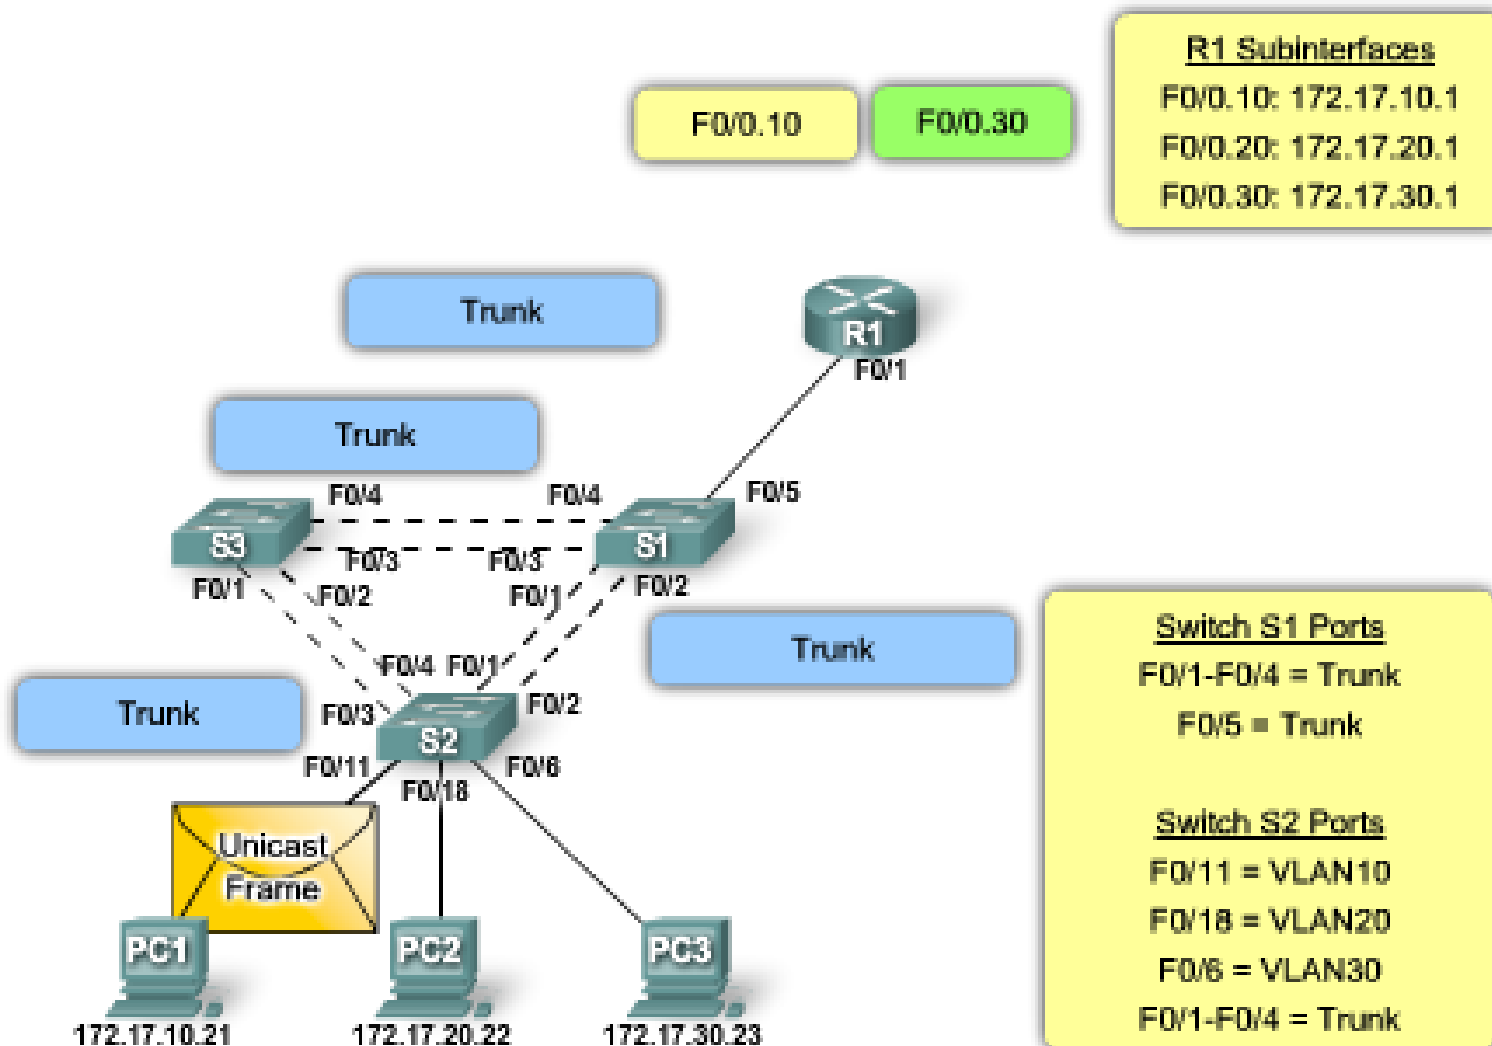 R1 Subinterfaces
F0/0.10: 172.17.10.1
F0/0.20: 172.17.20.1
F0/0.30: 172.17.30.1
F0/0.10
F0/0.30
Trunk
R1
F0/1
Trunk
F0/4
F0/4
F0/5
S3
S1
F0/3
F0/3
F0/1
F0/2
F0/1
F0/2
Trunk
F0/4
F0/1
Trunk
F0/3
F0/2
S2
F0/11
F0/6
F0/18
Unicast
Frame
PC1
PC2
PC3
172.17.10.21
172.17.20.22
172.17.30.23
Switch S1 Ports
F0/1-F0/4 = Trunk
F0/5 = Trunk
Switch S2 Ports
F0/11 = VLAN10
F0/18 = VLAN20
F0/6 = VLAN30
F0/1-F0/4 = Trunk